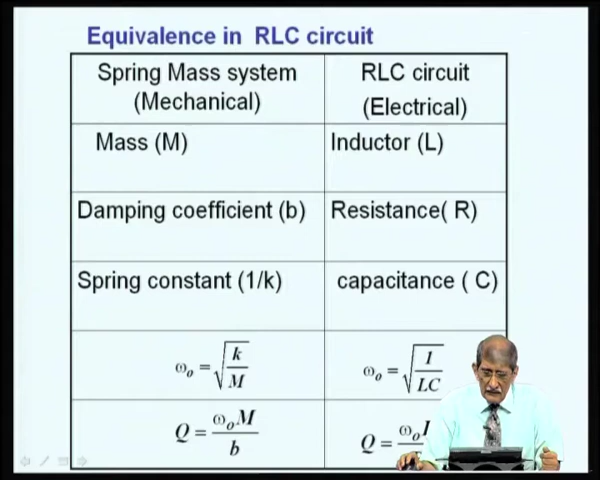 Equivalence in RLC circuit
Spring Mass system
(Mechanical)
RLC circuit
(Electrical)
Mass (M)
Inductor (L)
Damping coefficient (b)
Resistance( R)
Spring constant (1/k)
capacitance ( C)
ω₀ = √(k/M)
ω₀ = √(1/LC)
Q = ω₀M/b
Q = ω₀